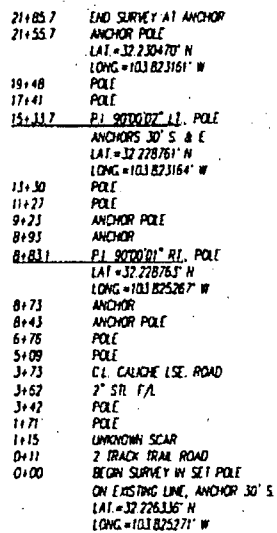 21+85.7 END SURVEY AT ANCHOR
21+55.7 ANCHOR POLE
LAT.=32.230470° N
LONG.=103.823161° W
19+48 POLE
17+41 POLE
15+33.7 P.I. 90°00'02" LT., POLE
ANCHORS 30' S. & E.
LAT.=32.228761° N
LONG.=103.823164° W
13+30 POLE
11+27 POLE
9+23 ANCHOR POLE
8+93 ANCHOR
8+83.1 P.I. 90°00'01" RT., POLE
LAT.=32.228763° N
LONG.=103.825267° W
8+73 ANCHOR
8+43 ANCHOR POLE
6+76 POLE
5+09 POLE
3+73 C.L. CALICHE LSE. ROAD
3+62 2" STL F/L
3+42 POLE
1+71 POLE
1+15 UNKNOWN SCAR
0+11 2 TRACK TRAIL ROAD
0+00 BEGIN SURVEY IN SET POLE
ON EXISTING LINE, ANCHOR 30' S.
LAT.=32.226336° N
LONG.=103.825271° W